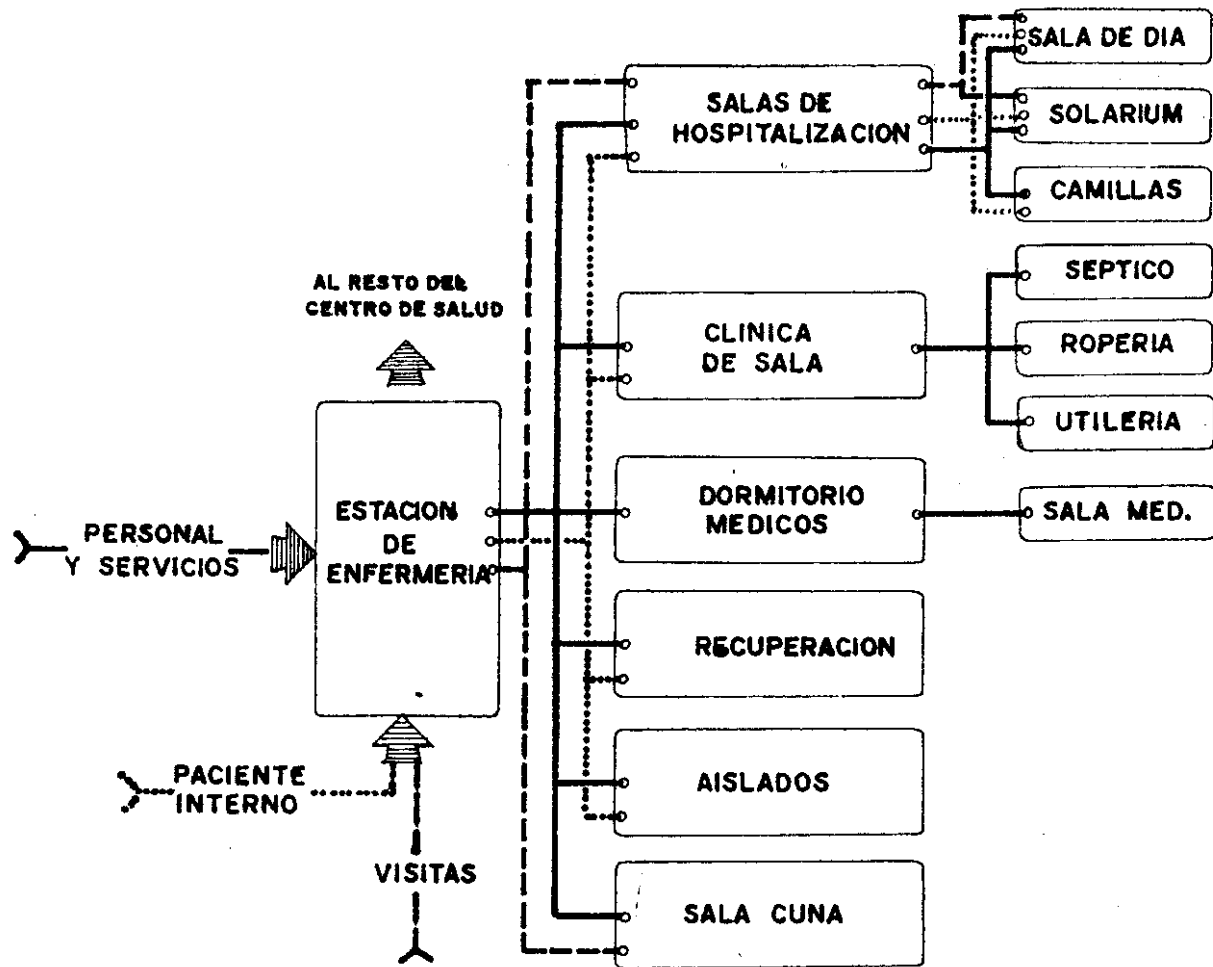 SALA DE DIA
SALAS DE
HOSPITALIZACION
SOLARIUM
CAMILLAS
AL RESTO DEL
CENTRO DE SALUD
SEPTICO
CLINICA
DE SALA
ROPERIA
UTILERIA
ESTACION
DE
ENFERMERIA
DORMITORIO
MEDICOS
SALA MED.
PERSONAL
Y SERVICIOS
RECUPERACION
PACIENTE
INTERNO
AISLADOS
VISITAS
SALA CUNA